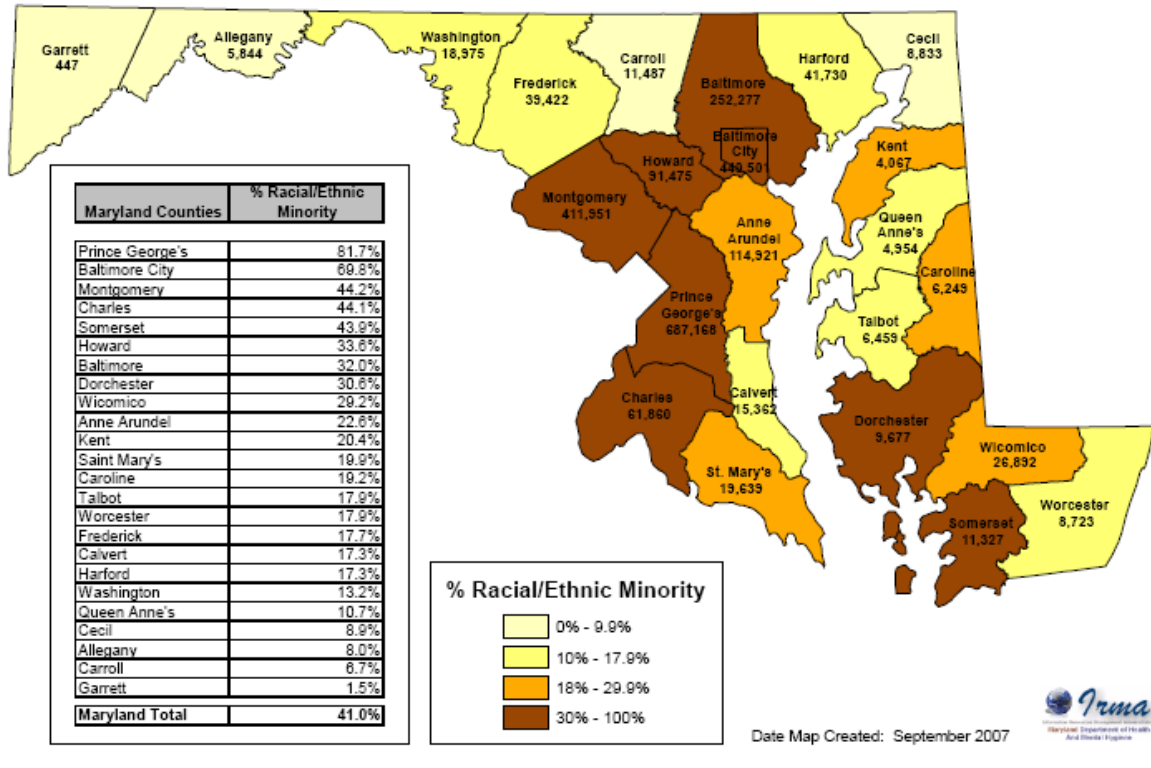 Garrett
447
Allegany
5,844
Washington
18,975
Frederick
39,422
Carroll
11,487
Baltimore
252,277
Baltimore
City
440,501
Harford
41,730
Cecil
8,833
Howard
91,475
Montgomery
411,951
Anne
Arundel
114,921
Prince
George's
687,168
Charles
61,860
Calvert
15,362
St. Mary's
19,639
Kent
4,067
Queen
Anne's
4,954
Caroline
6,249
Talbot
6,459
Dorchester
9,677
Wicomico
26,892
Somerset
11,327
Worcester
8,723
Maryland Counties % Racial/Ethnic Minority
Prince George's 81.7%
Baltimore City 69.8%
Montgomery 44.2%
Charles 44.1%
Somerset 43.9%
Howard 33.6%
Baltimore 32.0%
Dorchester 30.6%
Wicomico 29.2%
Anne Arundel 22.6%
Kent 20.4%
Saint Mary's 19.9%
Caroline 19.2%
Talbot 17.9%
Worcester 17.9%
Frederick 17.7%
Calvert 17.3%
Harford 17.3%
Washington 13.2%
Queen Anne's 10.7%
Cecil 8.9%
Allegany 8.0%
Carroll 6.7%
Garrett 1.5%
Maryland Total 41.0%
% Racial/Ethnic Minority
0% - 9.9%
10% - 17.9%
18% - 29.9%
30% - 100%
Date Map Created: September 2007
Irma
Maryland Department of Health
And Mental Hygiene